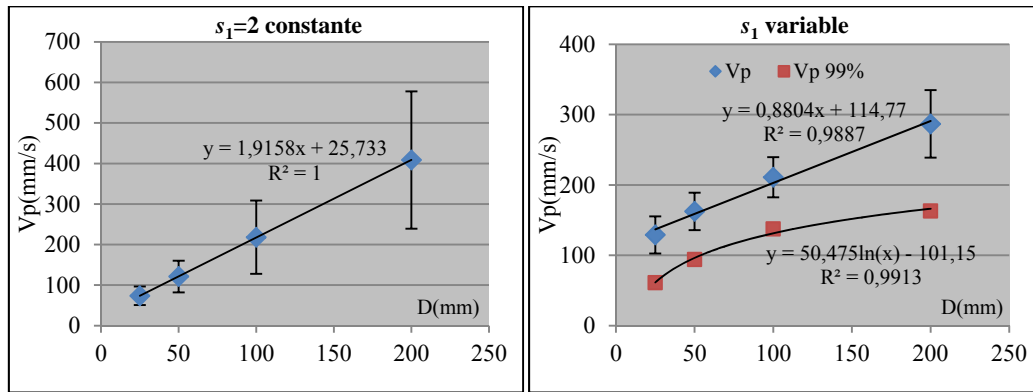 s₁=2 constante
700
600
500
400
300
200
100
0
Vp(mm/s)
y = 1,9158x + 25,733
R² = 1
D(mm)
0 50 100 150 200 250
s₁ variable
400
300
200
100
0
Vp(mm/s)
Vp Vp 99%
y = 0,8804x + 114,77
R² = 0,9887
y = 50,475ln(x) - 101,15
R² = 0,9913
D(mm)
0 50 100 150 200 250